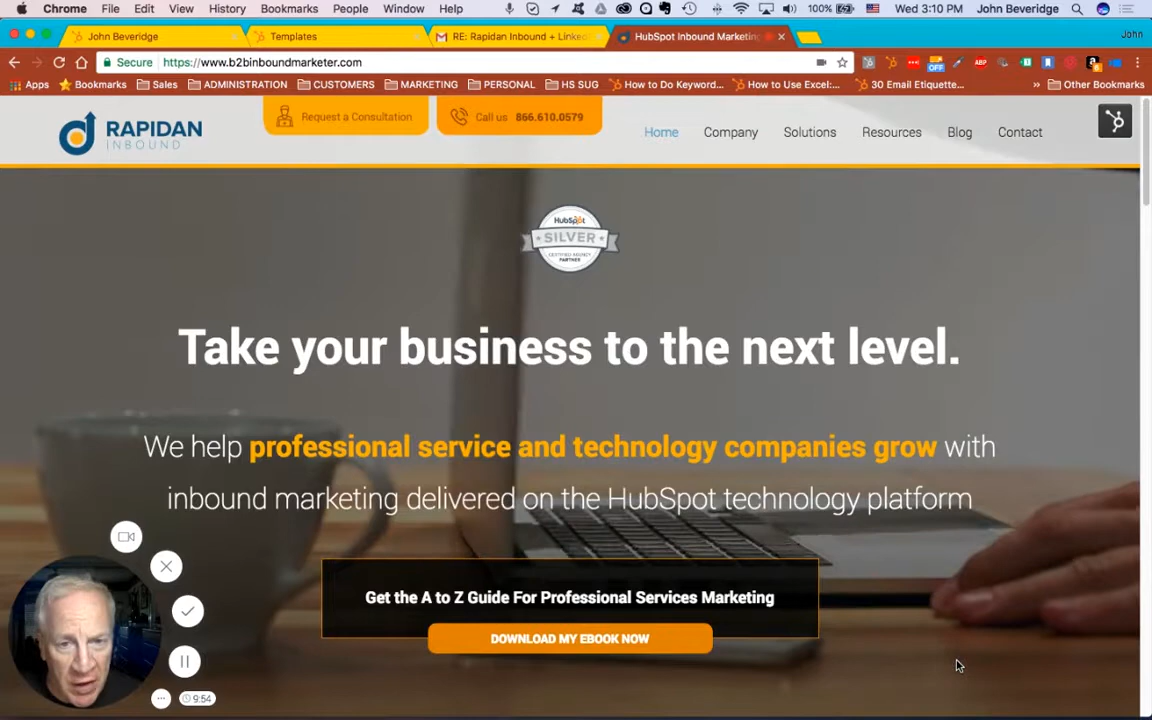 Chrome File Edit View History Bookmarks People Window Help 100% Wed 3:10 PM John Beveridge
John Beveridge Templates RE: Rapidan Inbound + Linke HubSpot Inbound Marketin John
Secure https://www.b2binboundmarketer.com
OFF ABP
Apps Bookmarks Sales ADMINISTRATION CUSTOMERS MARKETING PERSONAL HS SUG How to Do Keyword... How to Use Excel:... 30 Email Etiquette... » Other Bookmarks
Request a Consultation Call us 866.610.0579
RAPIDAN
INBOUND
Home Company Solutions Resources Blog Contact
HubSpot
SILVER
PARTNER
Take your business to the next level.
We help professional service and technology companies grow with
inbound marketing delivered on the HubSpot technology platform
Get the A to Z Guide For Professional Services Marketing
DOWNLOAD MY EBOOK NOW
9:54